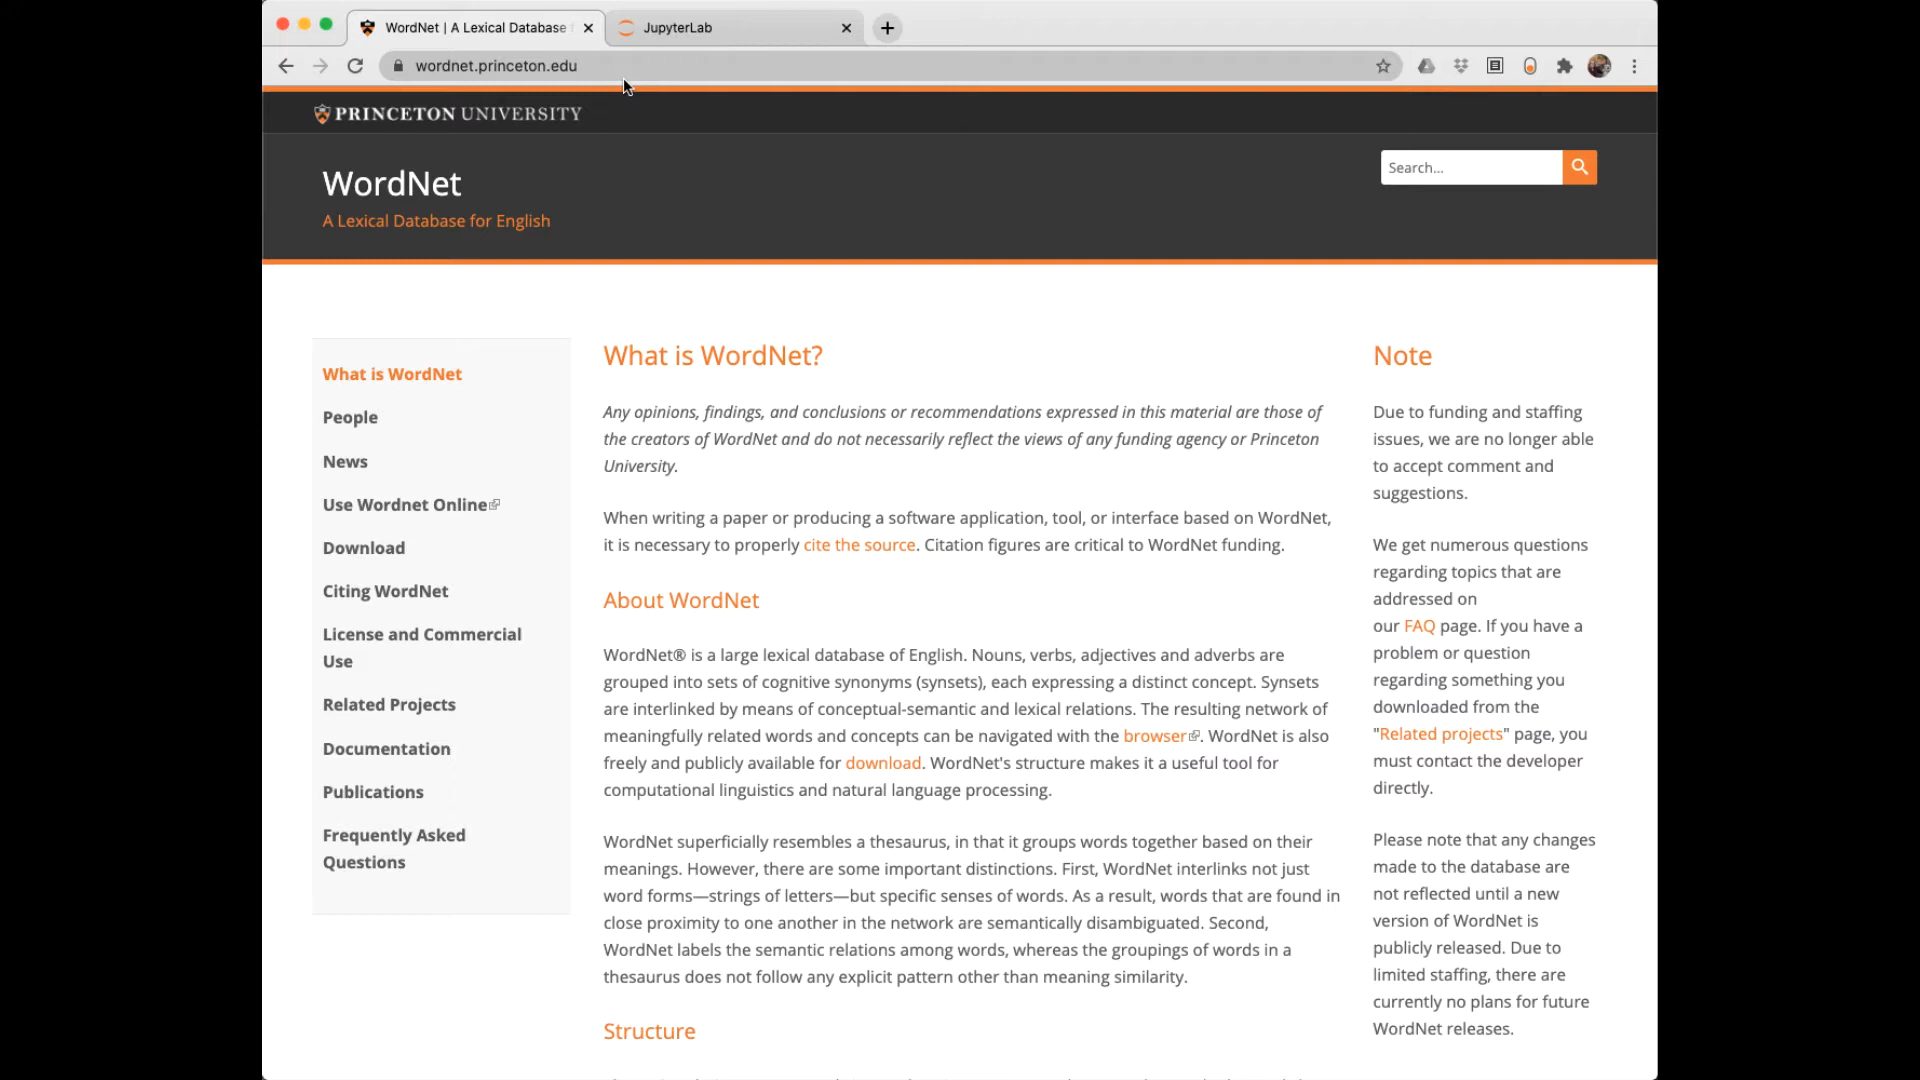 WordNet | A Lexical Database
JupyterLab
wordnet.princeton.edu
PRINCETON UNIVERSITY
WordNet
A Lexical Database for English
Search...
What is WordNet
People
News
Use Wordnet Online
Download
Citing WordNet
License and Commercial
Use
Related Projects
Documentation
Publications
Frequently Asked
Questions
What is WordNet?
Any opinions, findings, and conclusions or recommendations expressed in this material are those of
the creators of WordNet and do not necessarily reflect the views of any funding agency or Princeton
University.
When writing a paper or producing a software application, tool, or interface based on WordNet,
it is necessary to properly cite the source. Citation figures are critical to WordNet funding.
About WordNet
WordNet® is a large lexical database of English. Nouns, verbs, adjectives and adverbs are
grouped into sets of cognitive synonyms (synsets), each expressing a distinct concept. Synsets
are interlinked by means of conceptual-semantic and lexical relations. The resulting network of
meaningfully related words and concepts can be navigated with the browser. WordNet is also
freely and publicly available for download. WordNet's structure makes it a useful tool for
computational linguistics and natural language processing.
WordNet superficially resembles a thesaurus, in that it groups words together based on their
meanings. However, there are some important distinctions. First, WordNet interlinks not just
word forms—strings of letters—but specific senses of words. As a result, words that are found in
close proximity to one another in the network are semantically disambiguated. Second,
WordNet labels the semantic relations among words, whereas the groupings of words in a
thesaurus does not follow any explicit pattern other than meaning similarity.
Structure
Note
Due to funding and staffing
issues, we are no longer able
to accept comment and
suggestions.
We get numerous questions
regarding topics that are
addressed on
our FAQ page. If you have a
problem or question
regarding something you
downloaded from the
"Related projects" page, you
must contact the developer
directly.
Please note that any changes
made to the database are
not reflected until a new
version of WordNet is
publicly released. Due to
limited staffing, there are
currently no plans for future
WordNet releases.